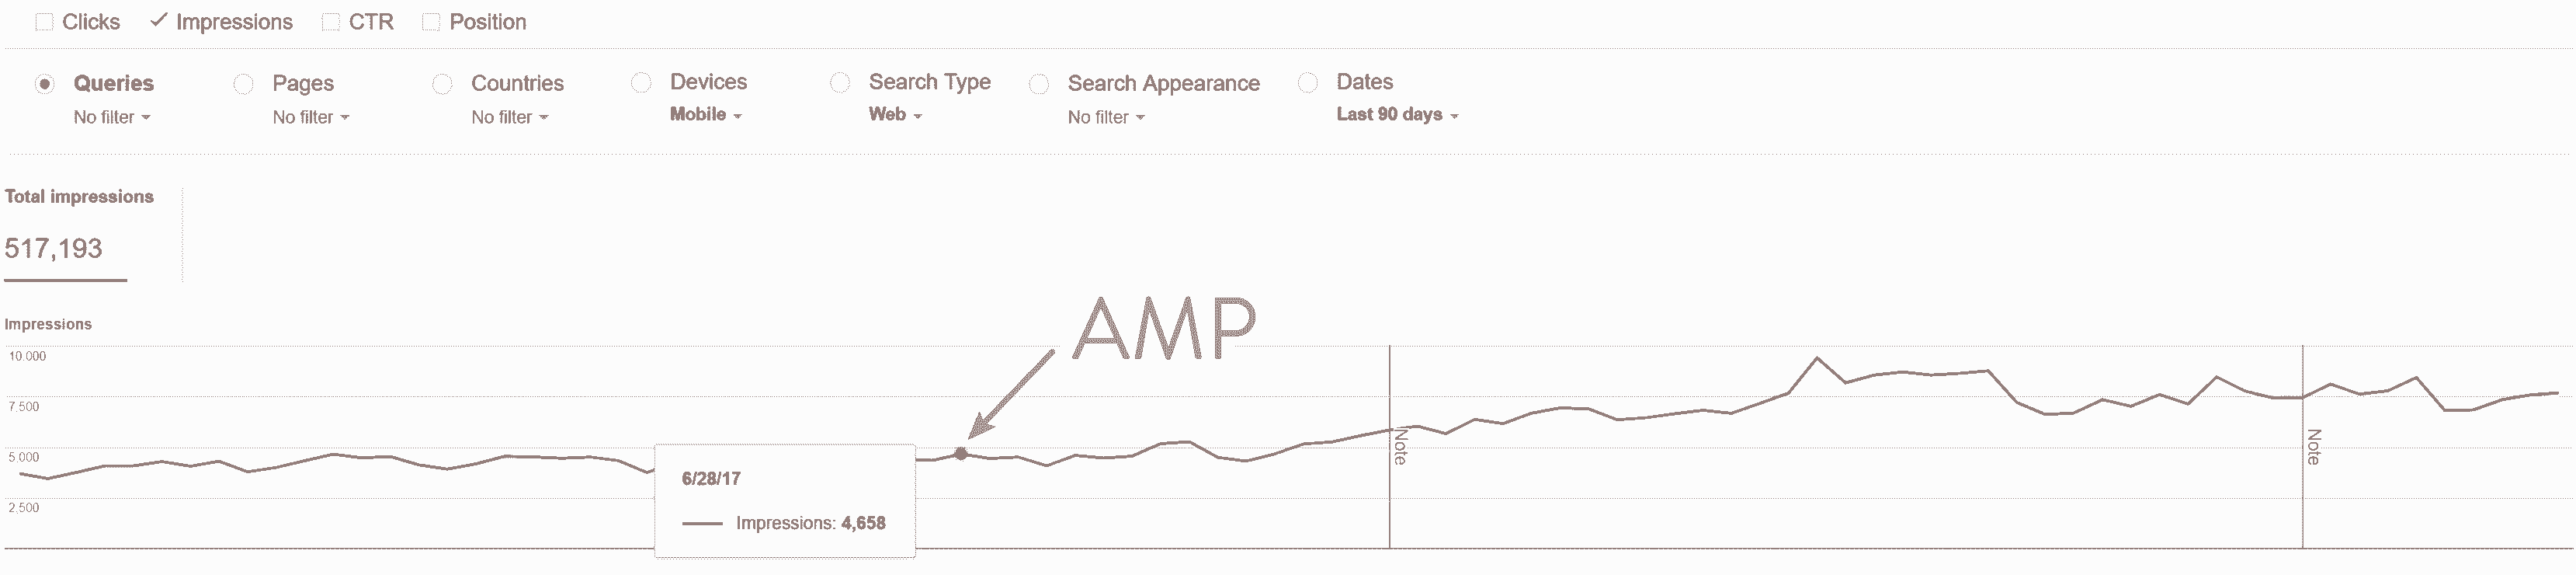 Clicks Impressions CTR Position
Queries Pages Countries Devices Search Type Search Appearance Dates
No filter No filter No filter Mobile Web No filter Last 90 days
Total impressions
517,193
AMP
Impressions
10.000
7,500
5.000
2,500
6/28/17
Impressions: 4,658
Note
Note